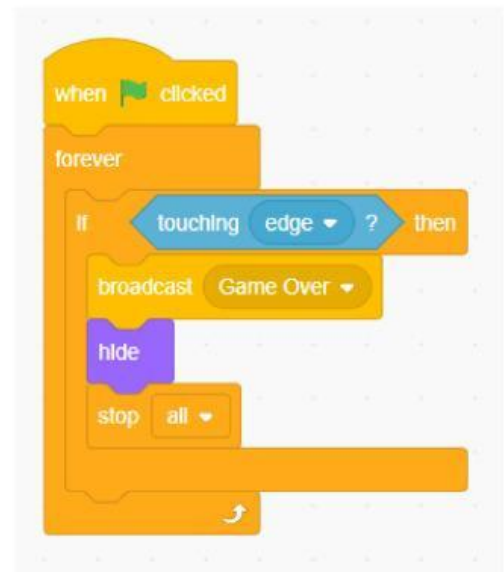 when clicked
forever
if touching edge ? then
broadcast Game Over
hide
stop all